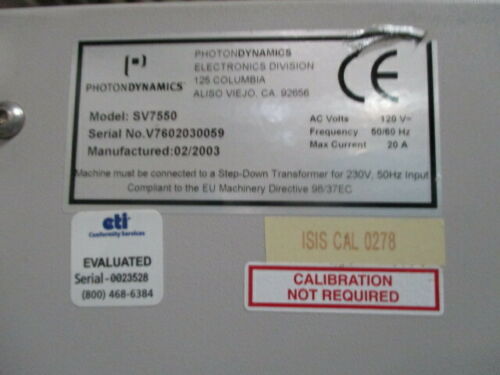 PHOTONDYNAMICS
PHOTONDYNAMICS
ELECTRONICS DIVISION
125 COLUMBIA
ALISO VIEJO, CA. 92656
CE
Model: SV7550
Serial No.V7602030059
Manufactured:02/2003
AC Volts 120 V~
Frequency 50/60 Hz
Max Current 20 A
Machine must be connected to a Step-Down Transformer for 230V, 50Hz Input
Compliant to the EU Machinery Directive 98/37EC
eti
Conformity Services
EVALUATED
Serial -0023528
(800) 468-6384
ISIS CAL 0278
CALIBRATION
NOT REQUIRED